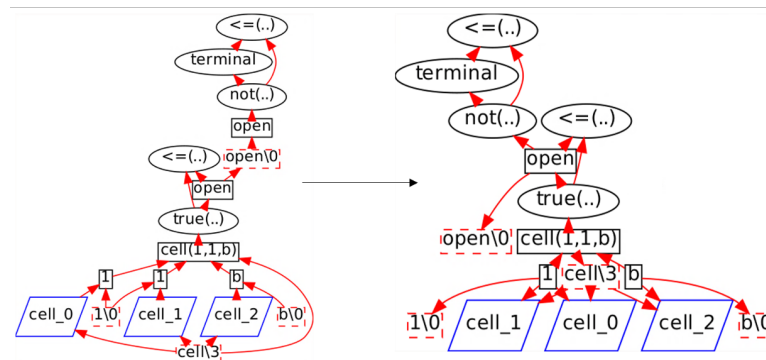 <=(..)
terminal
not(..)
open
<=(..)
open\0
open
true(..)
cell(1,1,b)
1
1
b
cell_0
1\0
cell_1
cell_2
b\0
cell\3
<=(..)
terminal
not(..)
<=(..)
open
true(..)
open\0
cell(1,1,b)
1
cell\3
b
1\0
cell_1
cell_0
cell_2
b\0